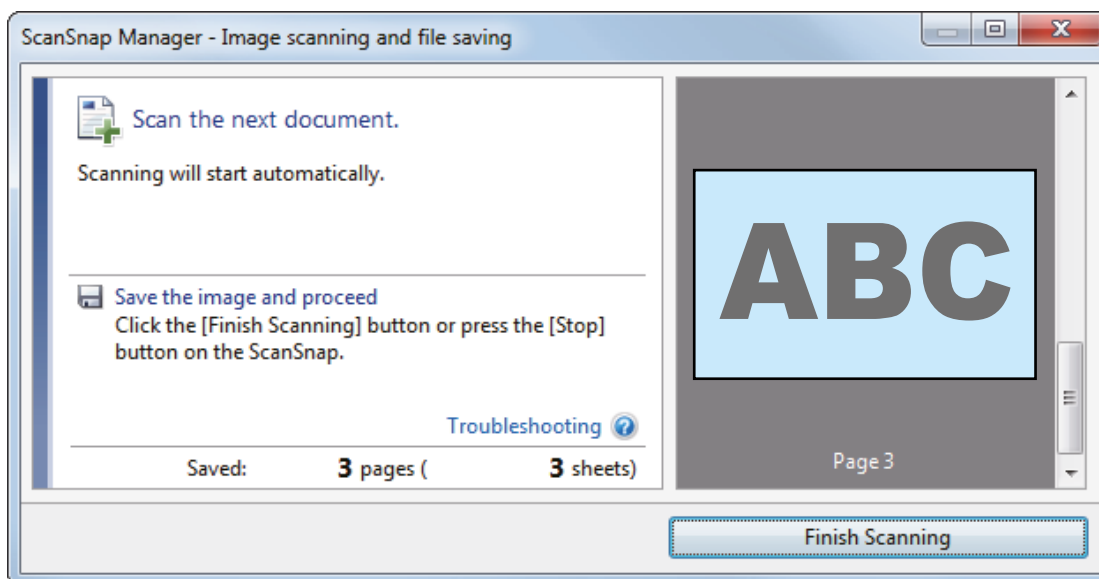 ScanSnap Manager - Image scanning and file saving
Scan the next document.
Scanning will start automatically.
Save the image and proceed
Click the [Finish Scanning] button or press the [Stop]
button on the ScanSnap.
Troubleshooting
Saved: 3 pages ( 3 sheets)
ABC
Page 3
Finish Scanning